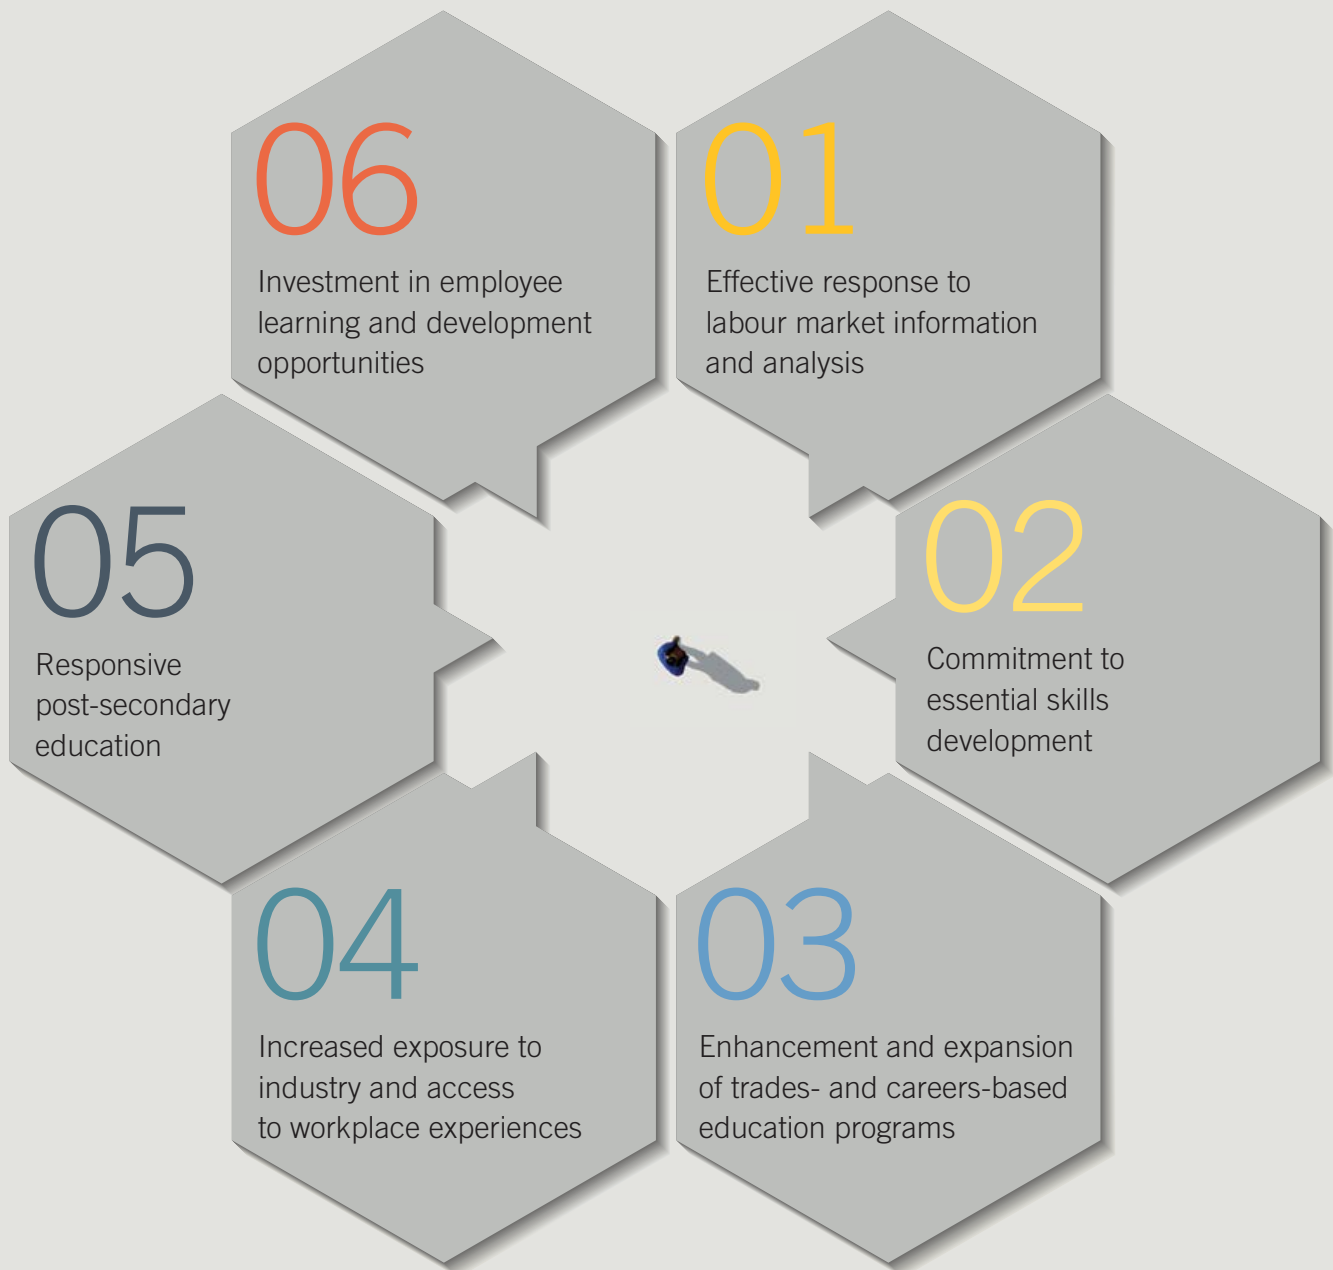 06
Investment in employee
learning and development
opportunities
01
Effective response to
labour market information
and analysis
05
Responsive
post-secondary
education
02
Commitment to
essential skills
development
04
Increased exposure to
industry and access
to workplace experiences
03
Enhancement and expansion
of trades- and careers-based
education programs